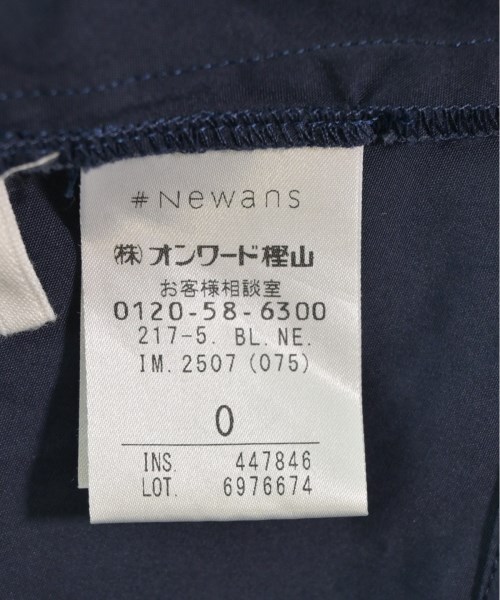 #Newans
(株)オンワード樫山
お客様相談室
0120-58-6300
217-5. BL.NE.
IM.2507(075)
0
INS. 447846
LOT. 6976674